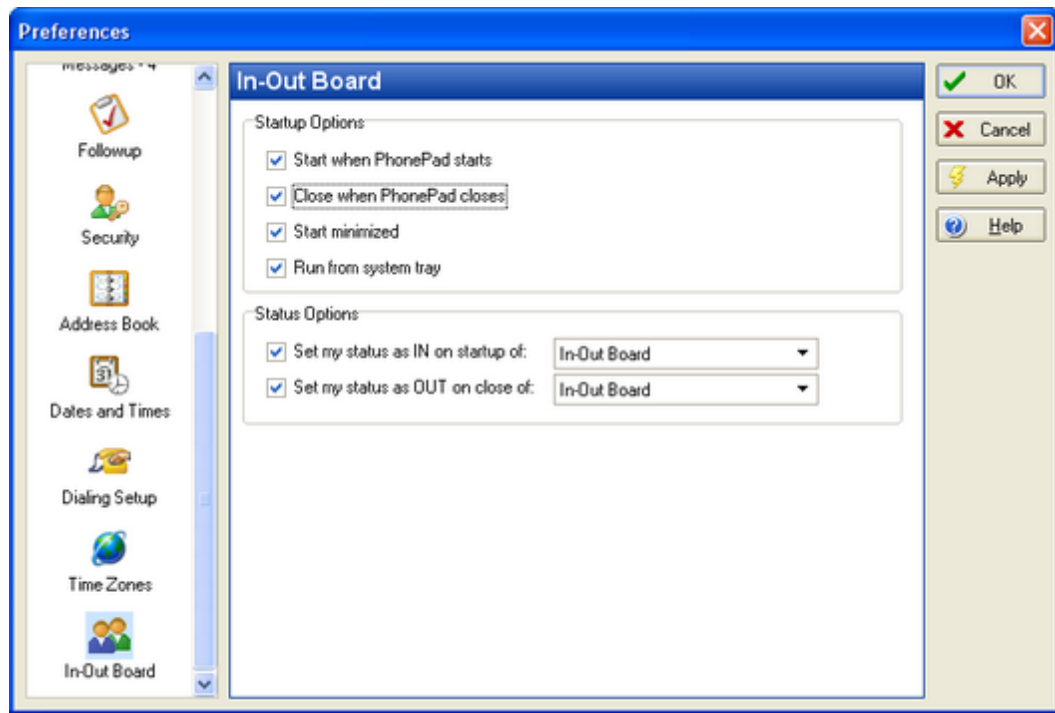 Preferences
Messages - 4
Followup
Security
Address Book
31
Dates and Times
Dialing Setup
Time Zones
In-Out Board
In-Out Board
Startup Options
Start when PhonePad starts
Close when PhonePad closes
Start minimized
Run from system tray
Status Options
Set my status as IN on startup of: In-Out Board
Set my status as OUT on close of: In-Out Board
OK
Cancel
Apply
Help